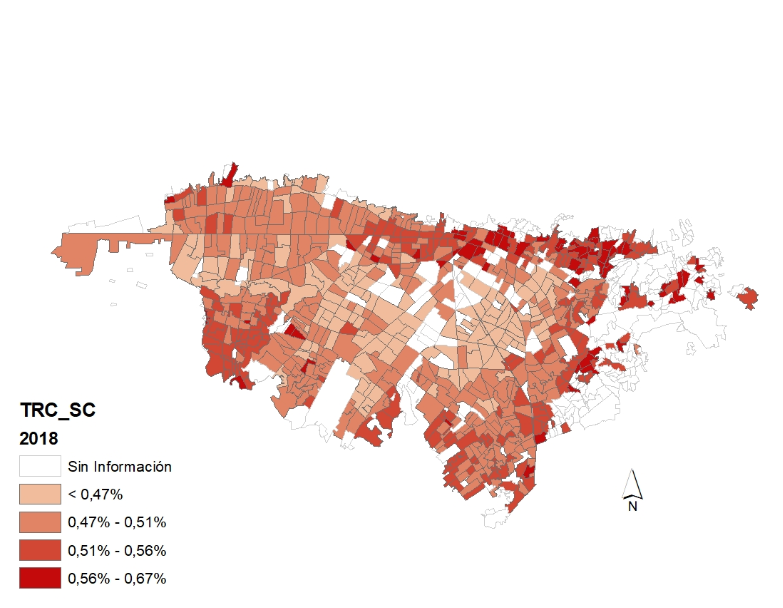 TRC_SC
2018
Sin Información
< 0,47%
0,47% - 0,51%
0,51% - 0,56%
0,56% - 0,67%
N